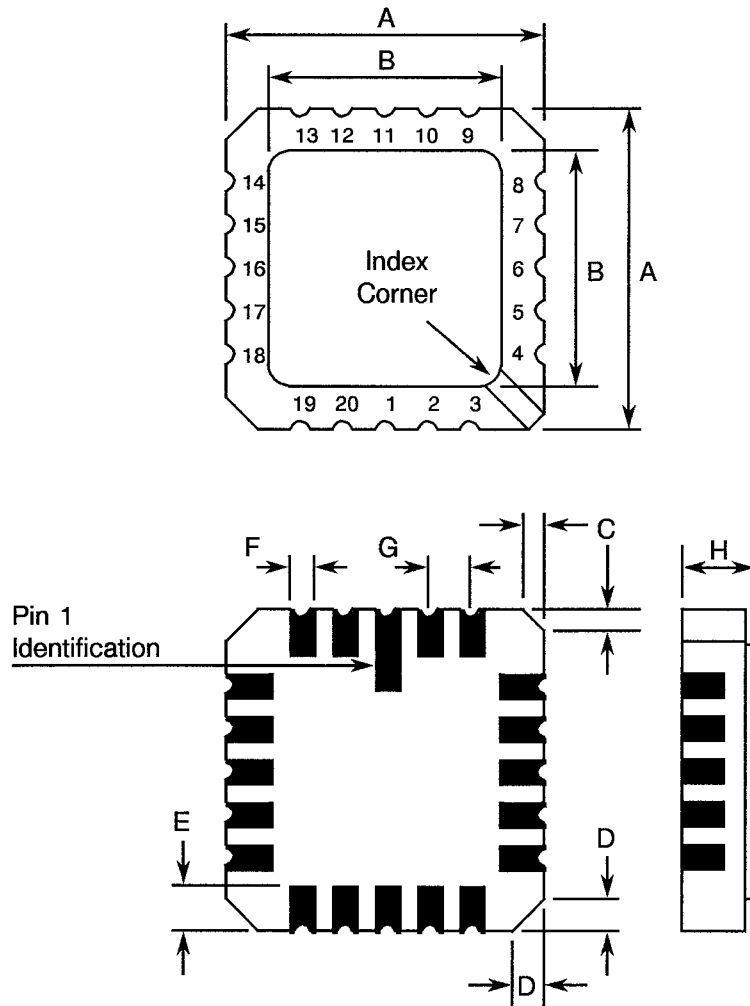 A
B
13 12 11 10 9
14 8
15 7
16 6
17 5
18 4
Index
Corner
B
A
19 20 1 2 3
C
F
G
H
Pin 1
Identification
E
D
D